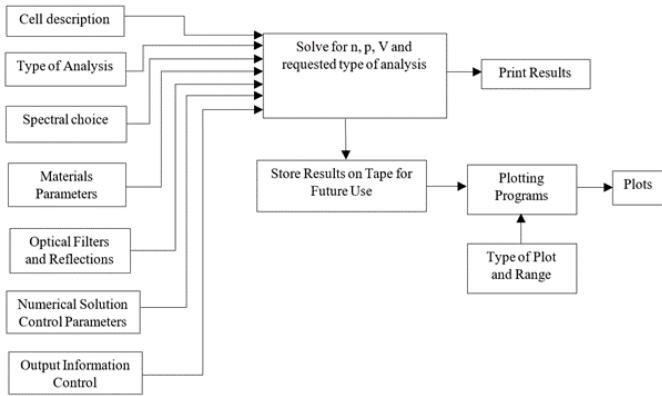 Cell description
Type of Analysis
Spectral choice
Materials
Parameters
Optical Filters
and Reflections
Numerical Solution
Control Parameters
Output Information
Control
Solve for n, p, V and
requested type of analysis
Print Results
Store Results on Tape for
Future Use
Plotting
Programs
Plots
Type of Plot
and Range